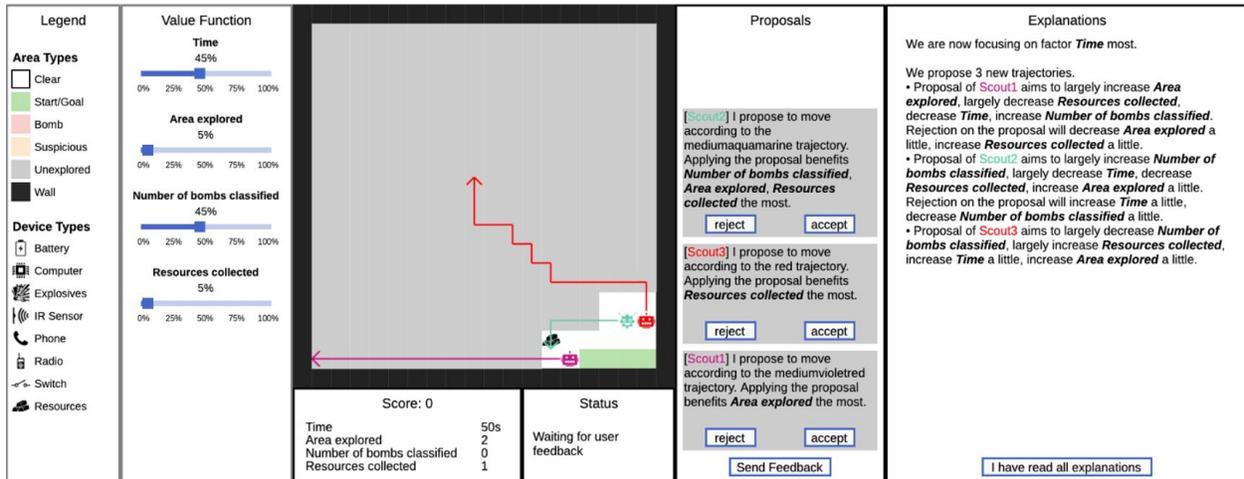 Legend
Area Types
Clear
Start/Goal
Bomb
Suspicious
Unexplored
Wall
Device Types
Battery
Computer
Explosives
IR Sensor
Phone
Radio
Switch
Resources
Value Function
Time
45%
0% 25% 50% 75% 100%
Area explored
5%
0% 25% 50% 75% 100%
Number of bombs classified
45%
0% 25% 50% 75% 100%
Resources collected
5%
0% 25% 50% 75% 100%
Score: 0
Time 50s
Area explored 2
Number of bombs classified 0
Resources collected 1
Status
Waiting for user
feedback
Proposals
[Scout2] I propose to move
according to the
mediumaquamarine trajectory.
Applying the proposal benefits
Number of bombs classified,
Area explored, Resources
collected the most.
reject accept
[Scout3] I propose to move
according to the red trajectory.
Applying the proposal benefits
Resources collected the most.
reject accept
[Scout1] I propose to move
according to the mediumvioletred
trajectory. Applying the proposal
benefits Area explored the most.
reject accept
Send Feedback
Explanations
We are now focusing on factor Time most.
We propose 3 new trajectories.
• Proposal of Scout1 aims to largely increase Area
explored, largely decrease Resources collected,
decrease Time, increase Number of bombs classified.
Rejection on the proposal will decrease Area explored a
little, increase Resources collected a little.
• Proposal of Scout2 aims to largely increase Number of
bombs classified, largely decrease Time, decrease
Resources collected, increase Area explored a little.
Rejection on the proposal will increase Time a little,
decrease Number of bombs classified a little.
• Proposal of Scout3 aims to largely decrease Number of
bombs classified, largely increase Resources collected,
increase Time a little, increase Area explored a little.
I have read all explanations